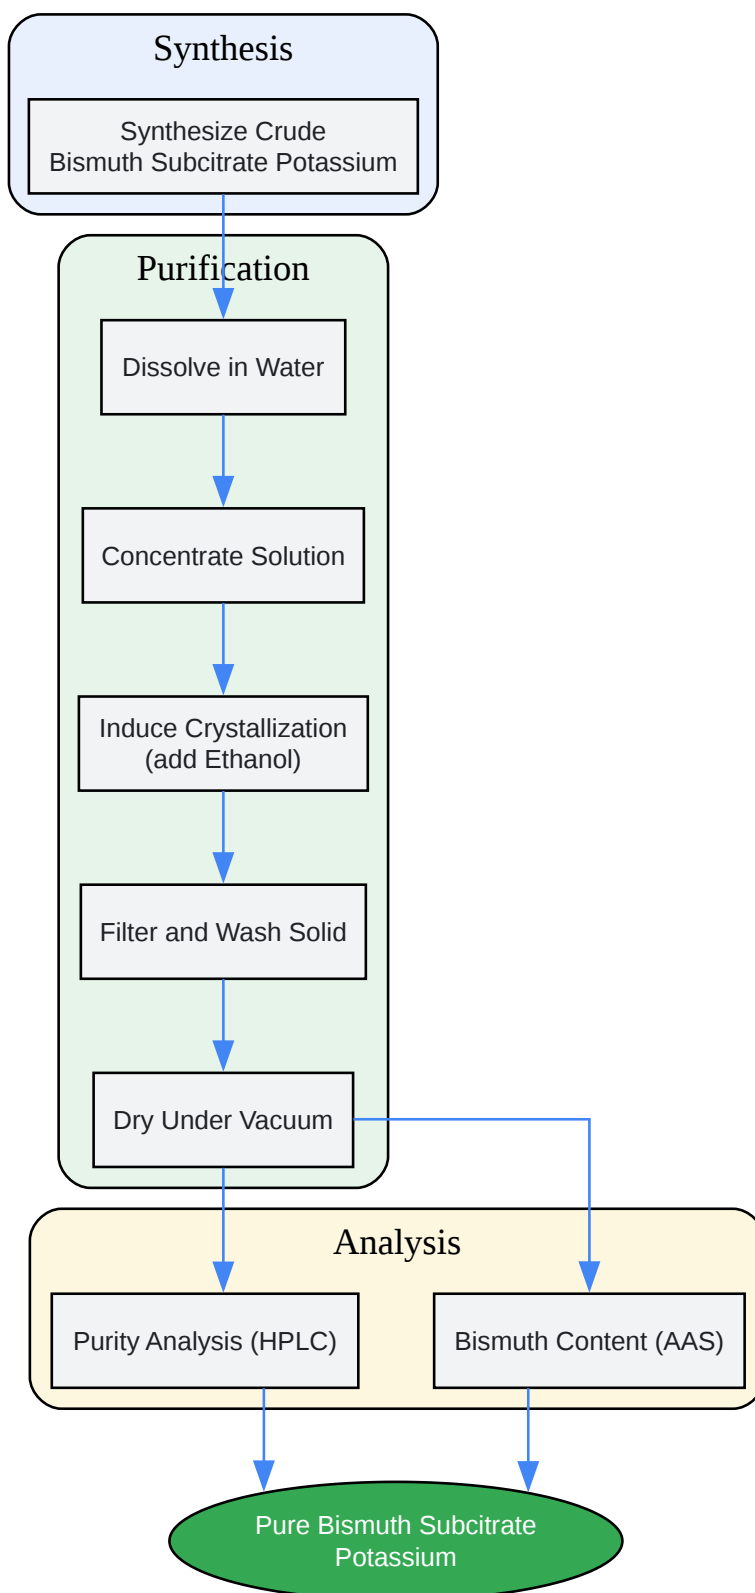 Synthesis
Synthesize Crude
Bismuth Subcitrate Potassium
Purification
Dissolve in Water
Concentrate Solution
Induce Crystallization
(add Ethanol)
Filter and Wash Solid
Dry Under Vacuum
Analysis
Purity Analysis (HPLC)
Bismuth Content (AAS)
Pure Bismuth Subcitrate
Potassium